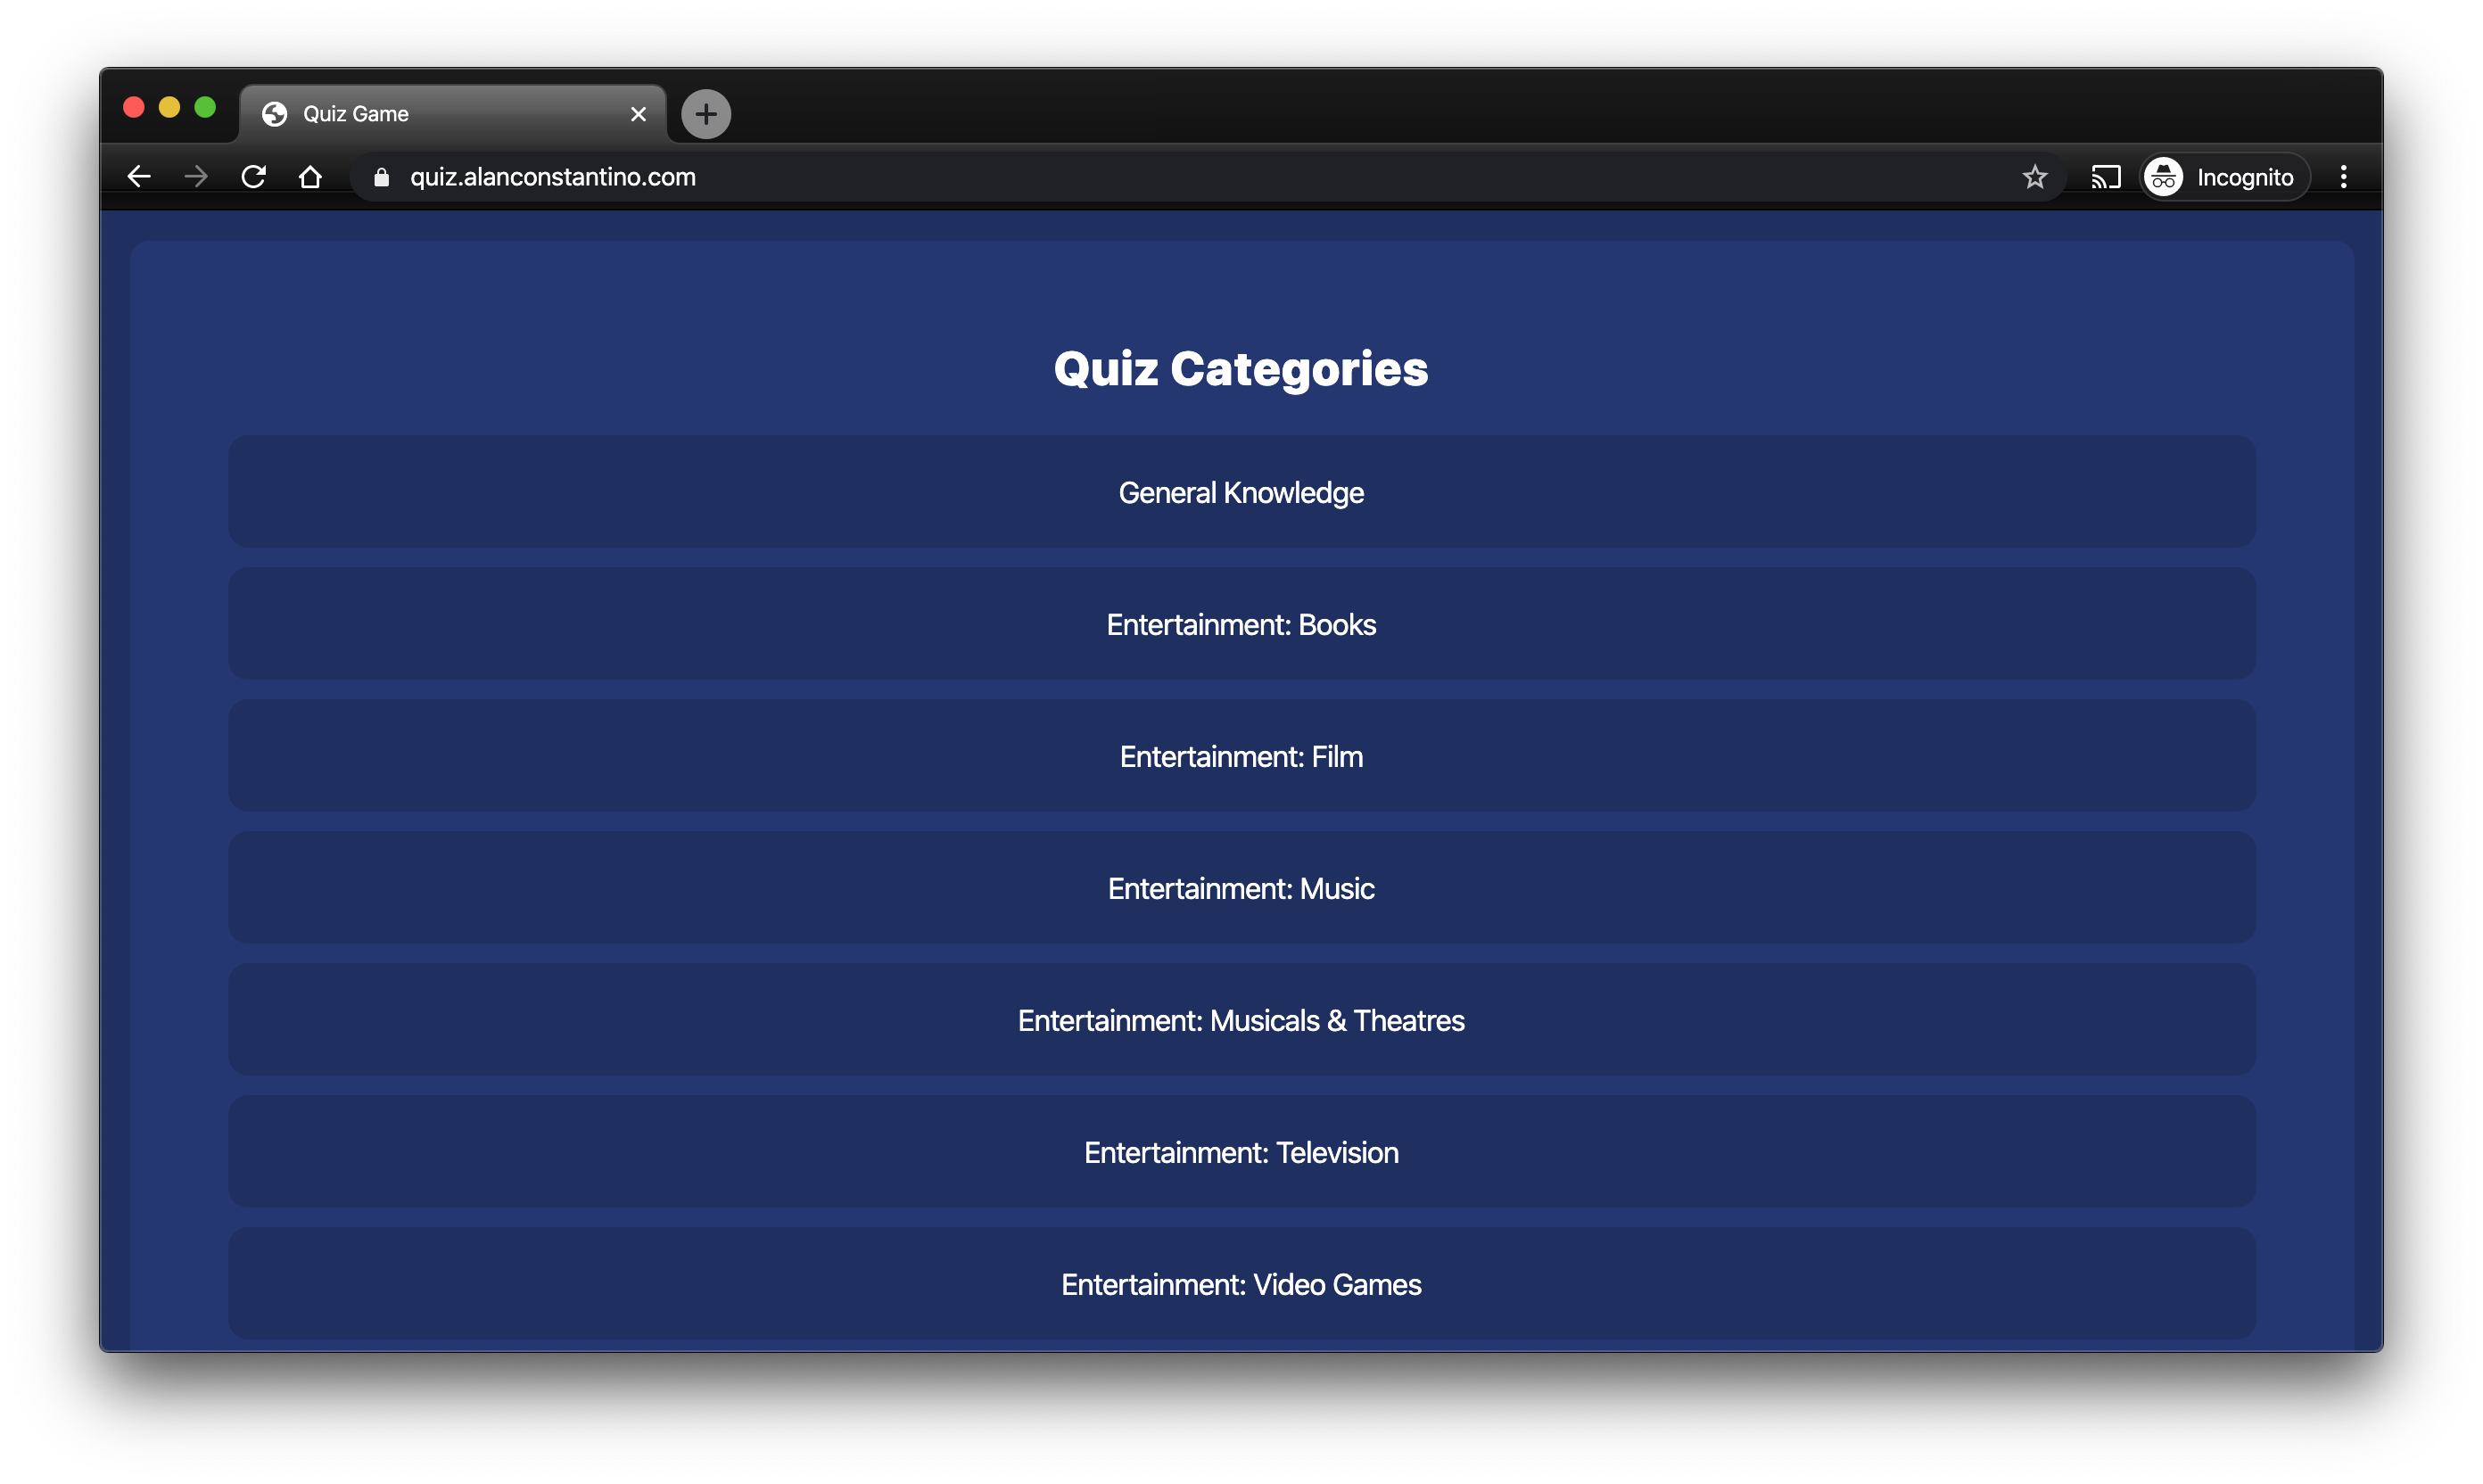 Quiz Game
quiz.alanconstantino.com
Incognito
Quiz Categories
General Knowledge
Entertainment: Books
Entertainment: Film
Entertainment: Music
Entertainment: Musicals & Theatres
Entertainment: Television
Entertainment: Video Games